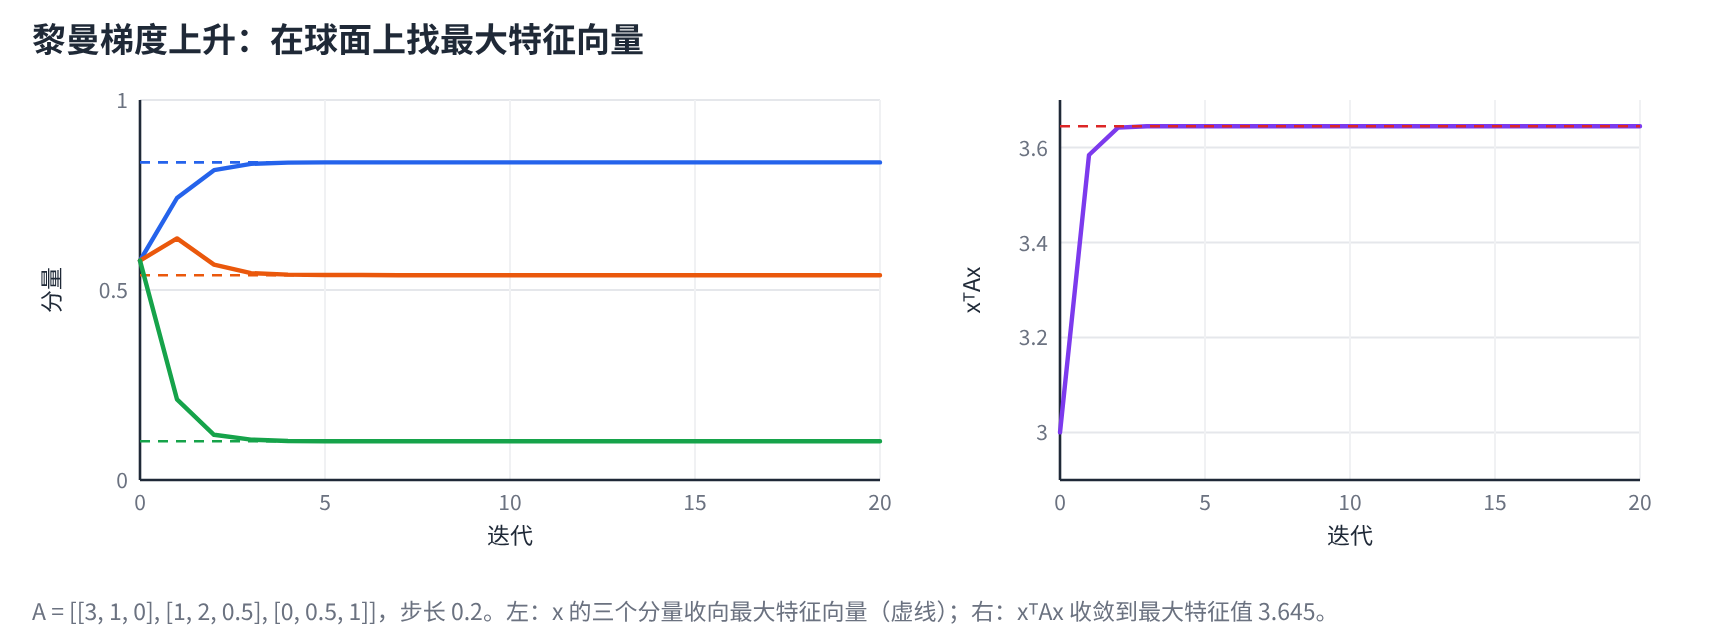 黎曼梯度上升：在球面上找最大特征向量
1
0.5
0
分量
0
5
10
15
20
迭代
3.6
3.4
3.2
3
xᵀAx
0
5
10
15
20
迭代
A = [[3, 1, 0], [1, 2, 0.5], [0, 0.5, 1]]，步长 0.2。左：x 的三个分量收向最大特征向量（虚线）；右：xᵀAx 收敛到最大特征值 3.645。